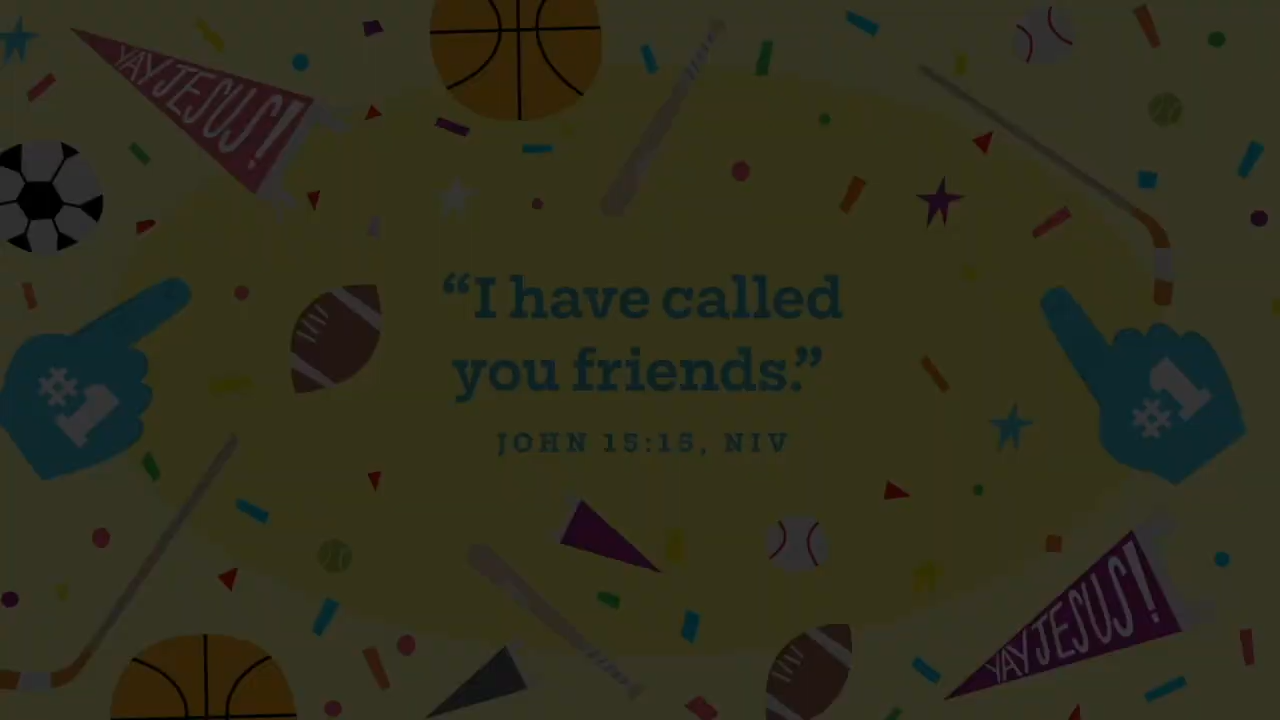 YAY JESUS!
“I have called
you friends.”
JOHN 15:15, NIV
#1
#1
YAY JESUS!